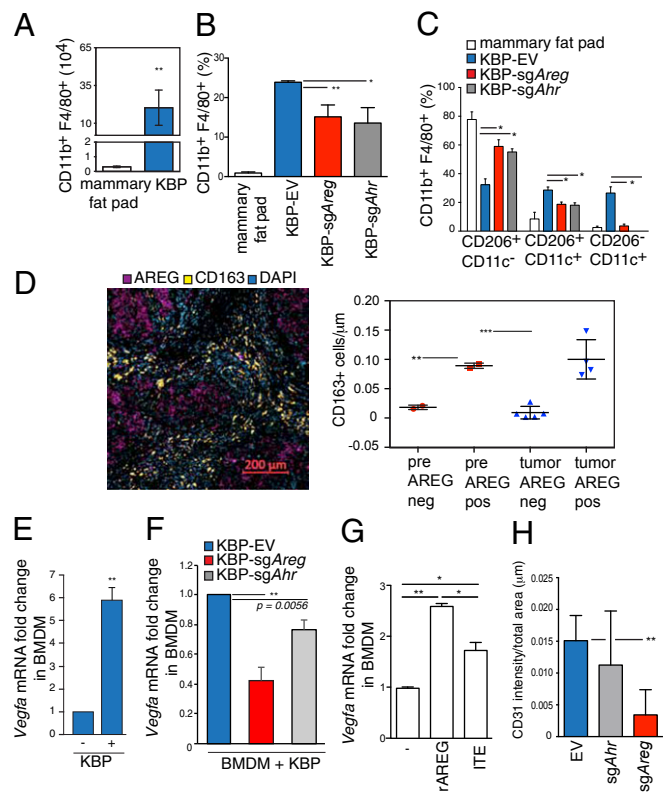 A
CD11b+ F4/80+ (10⁴)
65
35
10
2
1
0
**
mammary KBP
fat pad
B
CD11b+ F4/80+ (%)
30
20
10
0
**
*
mammary
fat pad
KBP-EV
KBP-sgAreg
KBP-sgAhr
C
mammary fat pad
KBP-EV
KBP-sgAreg
KBP-sgAhr
CD11b+ F4/80+ (%)
80
60
40
20
0
*
*
*
*
*
CD206+ CD206+ CD206-
CD11c- CD11c+ CD11c+
D
AREG CD163 DAPI
200 μm
CD163+ cells/μm
0.20
0.15
0.10
0.05
0
-0.05
**
***
pre
AREG
neg
pre
AREG
pos
tumor
AREG
neg
tumor
AREG
pos
E
Vegfa mRNA fold change
in BMDM
7
6
5
4
3
2
1
0
**
- +
KBP
F
KBP-EV
KBP-sgAreg
KBP-sgAhr
Vegfa mRNA fold change
in BMDM
1.2
1
0.8
0.6
0.4
0.2
0
**
p = 0.0056
BMDM + KBP
G
Vegfa mRNA fold change
in BMDM
3
2
1
0
*
** *
-
rAREG
ITE
H
CD31 intensity/total area (μm)
0.025
0.020
0.015
0.010
0.005
0.000
**
EV
sgAhr
sgAreg